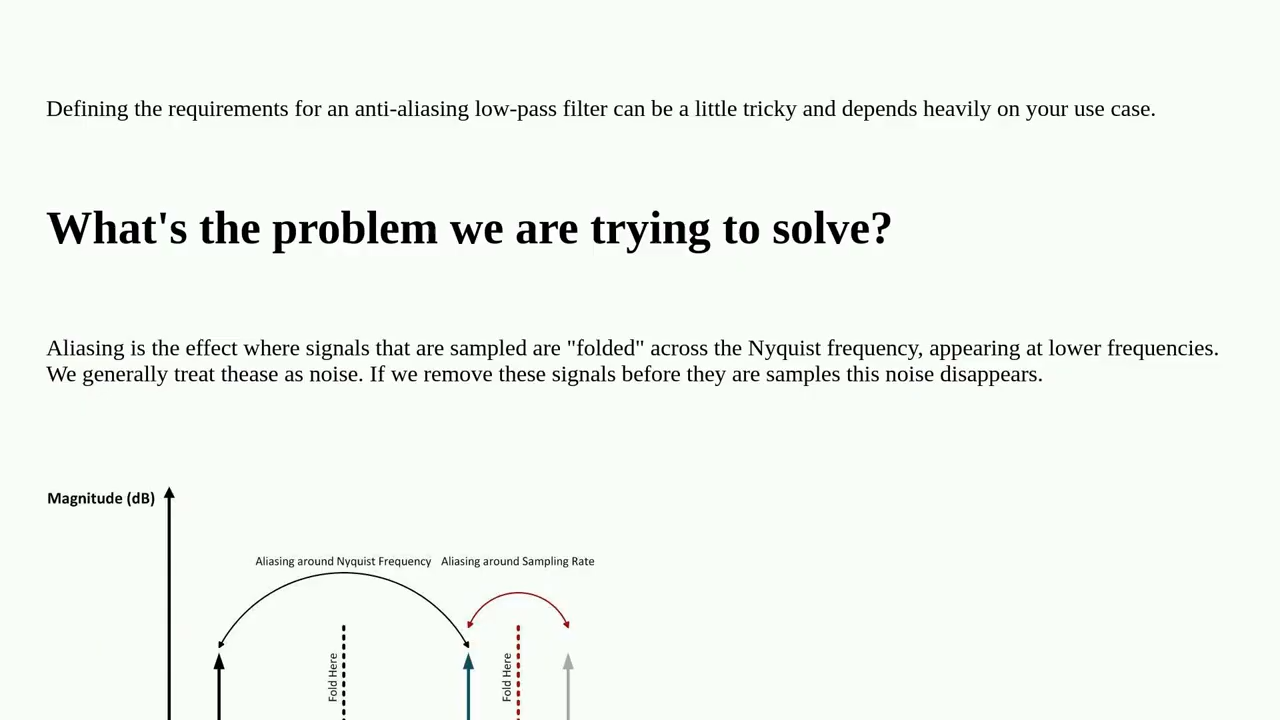 Defining the requirements for an anti-aliasing low-pass filter can be a little tricky and depends heavily on your use case.
What's the problem we are trying to solve?
Aliasing is the effect where signals that are sampled are "folded" across the Nyquist frequency, appearing at lower frequencies.
We generally treat thease as noise. If we remove these signals before they are samples this noise disappears.
Magnitude (dB)
Aliasing around Nyquist Frequency
Aliasing around Sampling Rate
Fold Here
Fold Here